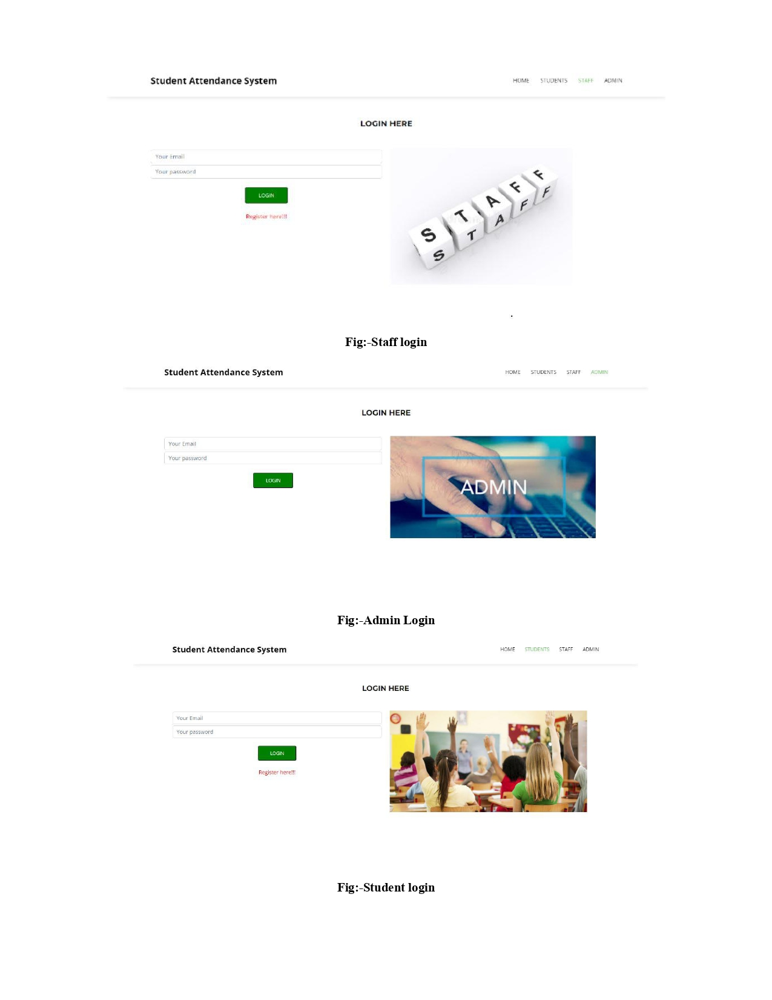 Student Attendance System HOME STUDENTS STAFF ADMIN
LOGIN HERE
Your Email
Your password
LOGIN
Register here!!!
S T A F F
S T A F F
.
Fig:-Staff login
Student Attendance System HOME STUDENTS STAFF ADMIN
LOGIN HERE
Your Email
Your password
LOGIN
ADMIN
Fig:-Admin Login
Student Attendance System HOME STUDENTS STAFF ADMIN
LOGIN HERE
Your Email
Your password
LOGIN
Register here!!!
Fig:-Student login